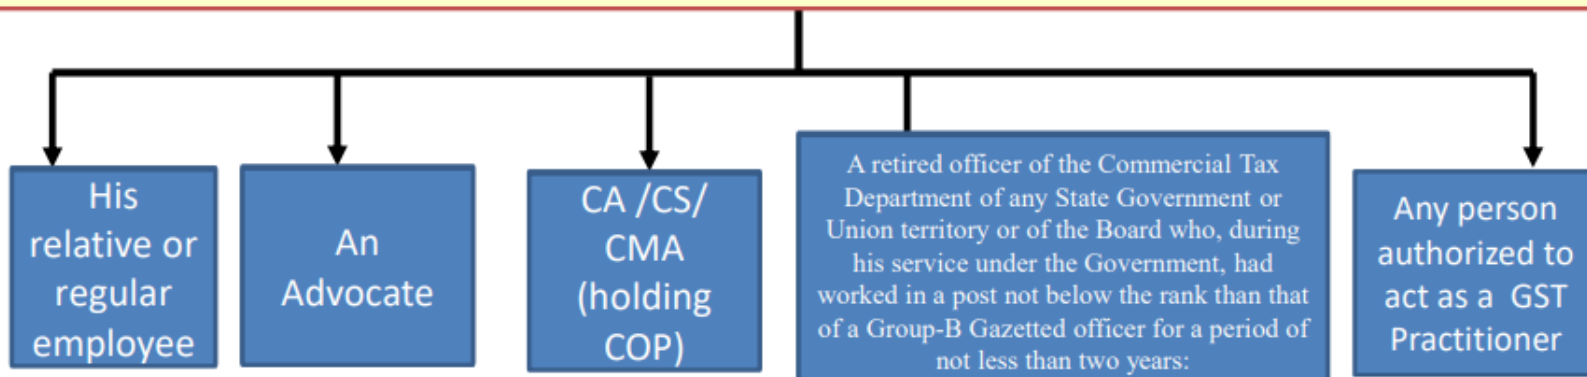 His
relative or
regular
employee
An
Advocate
CA /CS/
CMA
(holding
COP)
A retired officer of the Commercial Tax
Department of any State Government or
Union territory or of the Board who, during
his service under the Government, had
worked in a post not below the rank than that
of a Group-B Gazetted officer for a period of
not less than two years:
Any person
authorized to
act as a GST
Practitioner